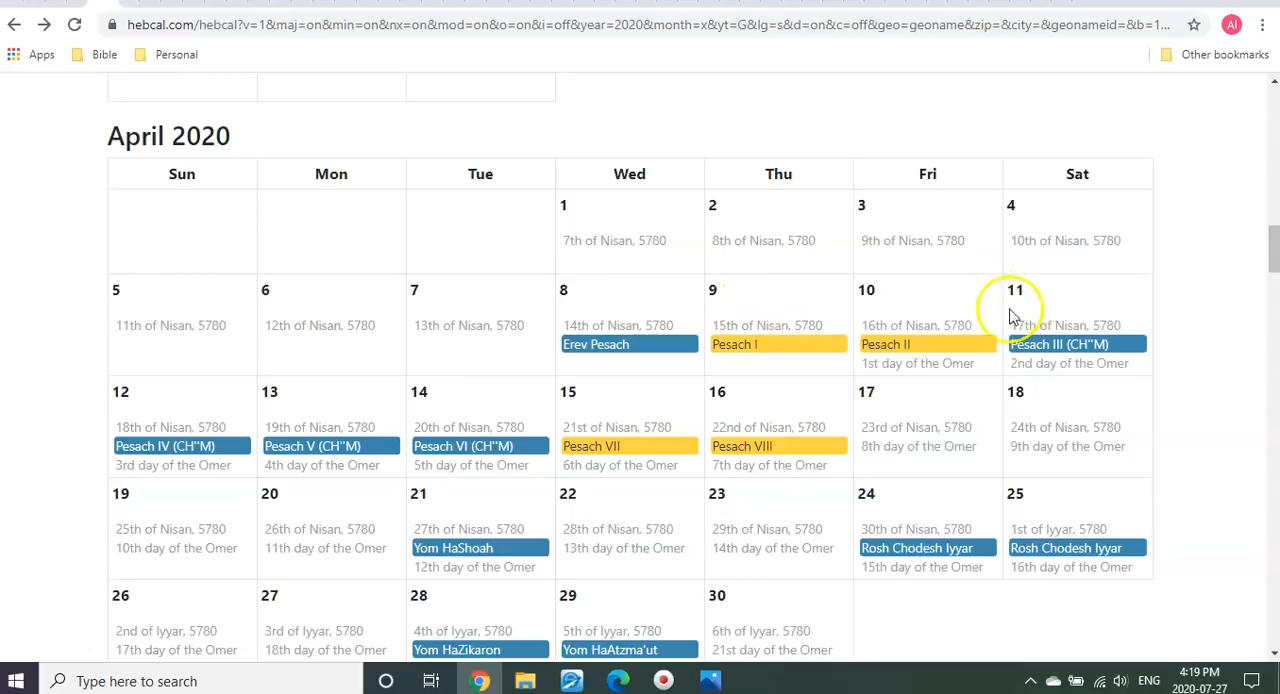 hebcal.com/hebcal?v=1&maj=on&min=on&nx=on&mod=on&o=on&i=off&year=2020&month=x&yt=G&lg=s&d=on&c=off&geo=geoname&zip=&city=&geonameid=&b=1...
AI
Apps Bible Personal Other bookmarks
April 2020
Sun Mon Tue Wed Thu Fri Sat
1 2 3 4
7th of Nisan, 5780 8th of Nisan, 5780 9th of Nisan, 5780 10th of Nisan, 5780
5 6 7 8 9 10 11
11th of Nisan, 5780 12th of Nisan, 5780 13th of Nisan, 5780 14th of Nisan, 5780 15th of Nisan, 5780 16th of Nisan, 5780 17th of Nisan, 5780
Erev Pesach Pesach I Pesach II Pesach III (CH''M)
1st day of the Omer 2nd day of the Omer
12 13 14 15 16 17 18
18th of Nisan, 5780 19th of Nisan, 5780 20th of Nisan, 5780 21st of Nisan, 5780 22nd of Nisan, 5780 23rd of Nisan, 5780 24th of Nisan, 5780
Pesach IV (CH''M) Pesach V (CH''M) Pesach VI (CH''M) Pesach VII Pesach VIII 8th day of the Omer 9th day of the Omer
3rd day of the Omer 4th day of the Omer 5th day of the Omer 6th day of the Omer 7th day of the Omer
19 20 21 22 23 24 25
25th of Nisan, 5780 26th of Nisan, 5780 27th of Nisan, 5780 28th of Nisan, 5780 29th of Nisan, 5780 30th of Nisan, 5780 1st of Iyyar, 5780
10th day of the Omer 11th day of the Omer Yom HaShoah 13th day of the Omer 14th day of the Omer Rosh Chodesh Iyyar Rosh Chodesh Iyyar
12th day of the Omer 15th day of the Omer 16th day of the Omer
26 27 28 29 30
2nd of Iyyar, 5780 3rd of Iyyar, 5780 4th of Iyyar, 5780 5th of Iyyar, 5780 6th of Iyyar, 5780
17th day of the Omer 18th day of the Omer Yom HaZikaron Yom HaAtzma'ut 21st day of the Omer
Type here to search
ENG
4:19 PM
2020-07-27